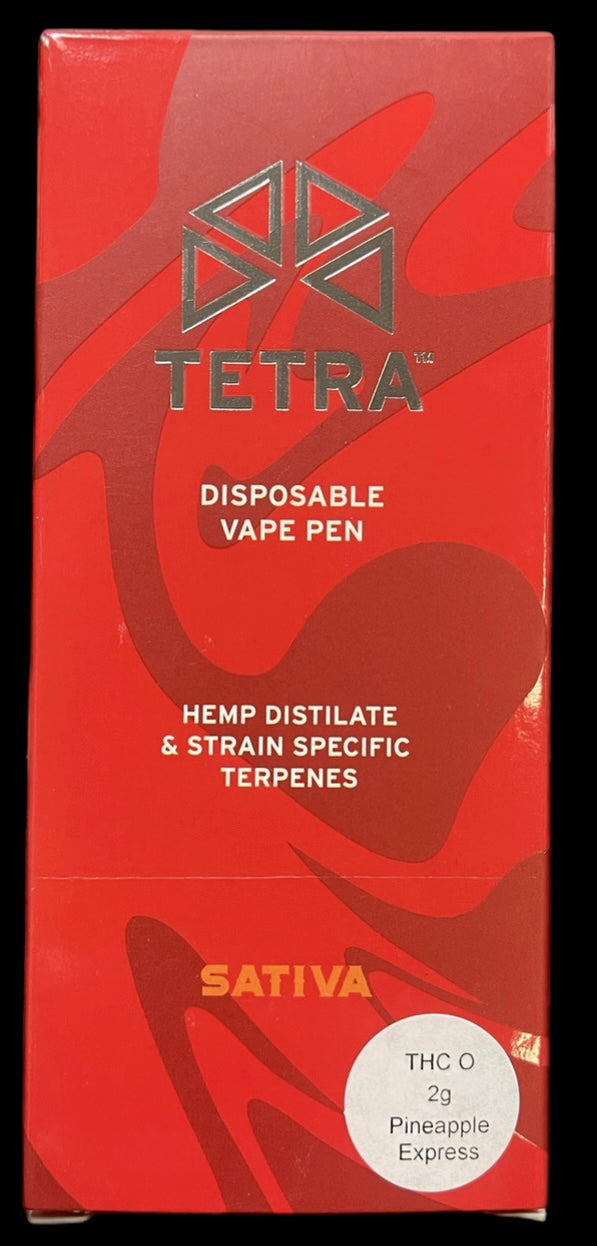 TETRA™
DISPOSABLE
VAPE PEN
HEMP DISTILATE
& STRAIN SPECIFIC
TERPENES
SATIVA
THC O
2g
Pineapple
Express